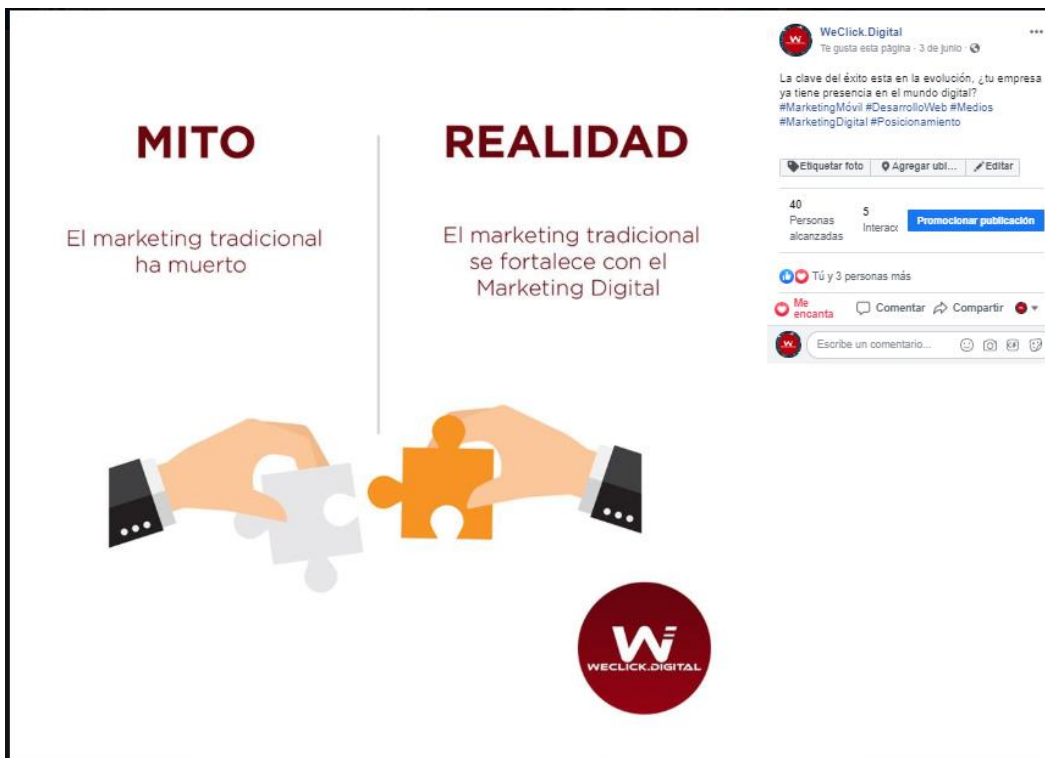 MITO
REALIDAD
El marketing tradicional
ha muerto
El marketing tradicional
se fortalece con el
Marketing Digital
W
WECLICK.DIGITAL
WeClick.Digital
Te gusta esta página · 3 de junio ·
La clave del éxito esta en la evolución, ¿tu empresa
ya tiene presencia en el mundo digital?
#MarketingMóvil #DesarrolloWeb #Medios
#MarketingDigital #Posicionamiento
Etiquetar foto
Agregar ubi...
Editar
40
Personas
alcanzadas
5
Interacc
Promocionar publicación
Tú y 3 personas más
Me
encanta
Comentar
Compartir
Escribe un comentario...
GIF